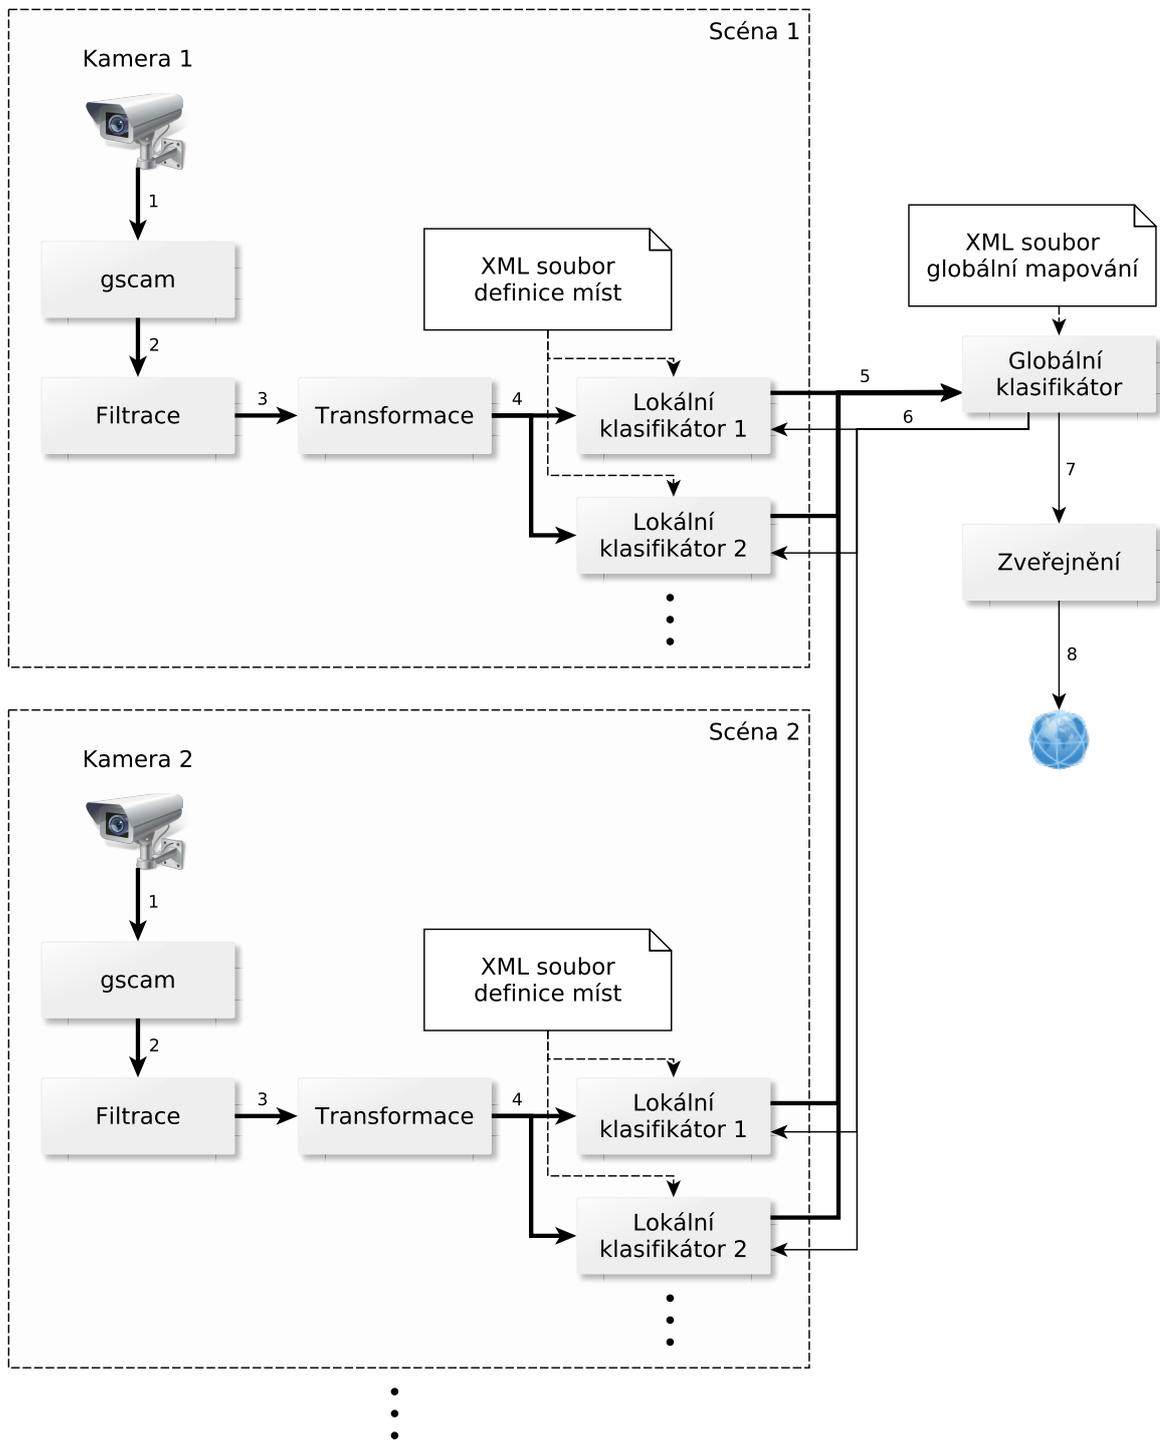 Scéna 1
Kamera 1
1
XML soubor
definice míst
XML soubor
globální mapování
gscam
2
Filtrace
3
Transformace
4
Lokální
klasifikátor 1
5
6
Globální
klasifikátor
7
Lokální
klasifikátor 2
Zveřejnění
8
Scéna 2
Kamera 2
1
XML soubor
definice míst
gscam
2
Filtrace
3
Transformace
4
Lokální
klasifikátor 1
Lokální
klasifikátor 2